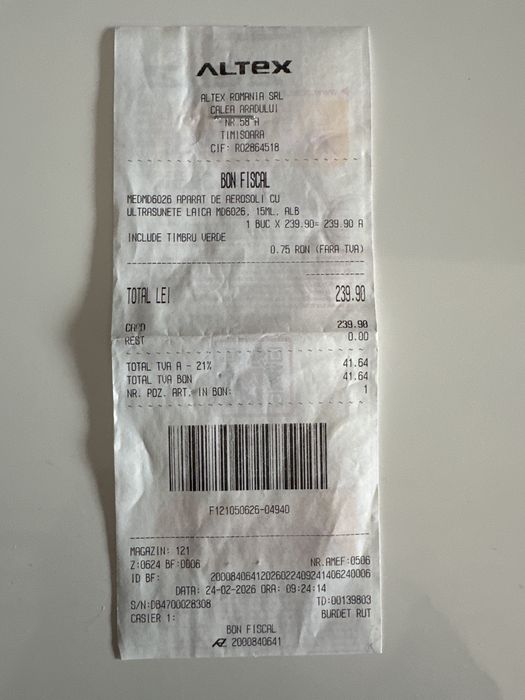 ALTEX
ALTEX ROMANIA SRL
CALEA ARADULUI
NR 58 A
TIMISOARA
CIF: RO2864518
BON FISCAL
MEDMD6026 APARAT DE AEROSOLI CU
ULTRASUNETE LAICA MD6026, 15ML, ALB
1 BUC X 239.90= 239.90 A
INCLUDE TIMBRU VERDE
0.75 RON (FARA TVA)
TOTAL LEI 239.90
CARD 239.90
REST 0.00
TOTAL TVA A - 21% 41.64
TOTAL TVA BON 41.64
NR. POZ. ART. IN BON: 1
F121050626-04940
MAGAZIN: 121
Z:0624 BF:0006 NR.AMEF:0506
ID BF: 2000840641202602240924140624​0006
DATA: 24-02-2026 ORA: 09:24:14
S/N:DB4700028308 TD:00139803
CASIER 1: BURDET RUT
BON FISCAL
2000840641